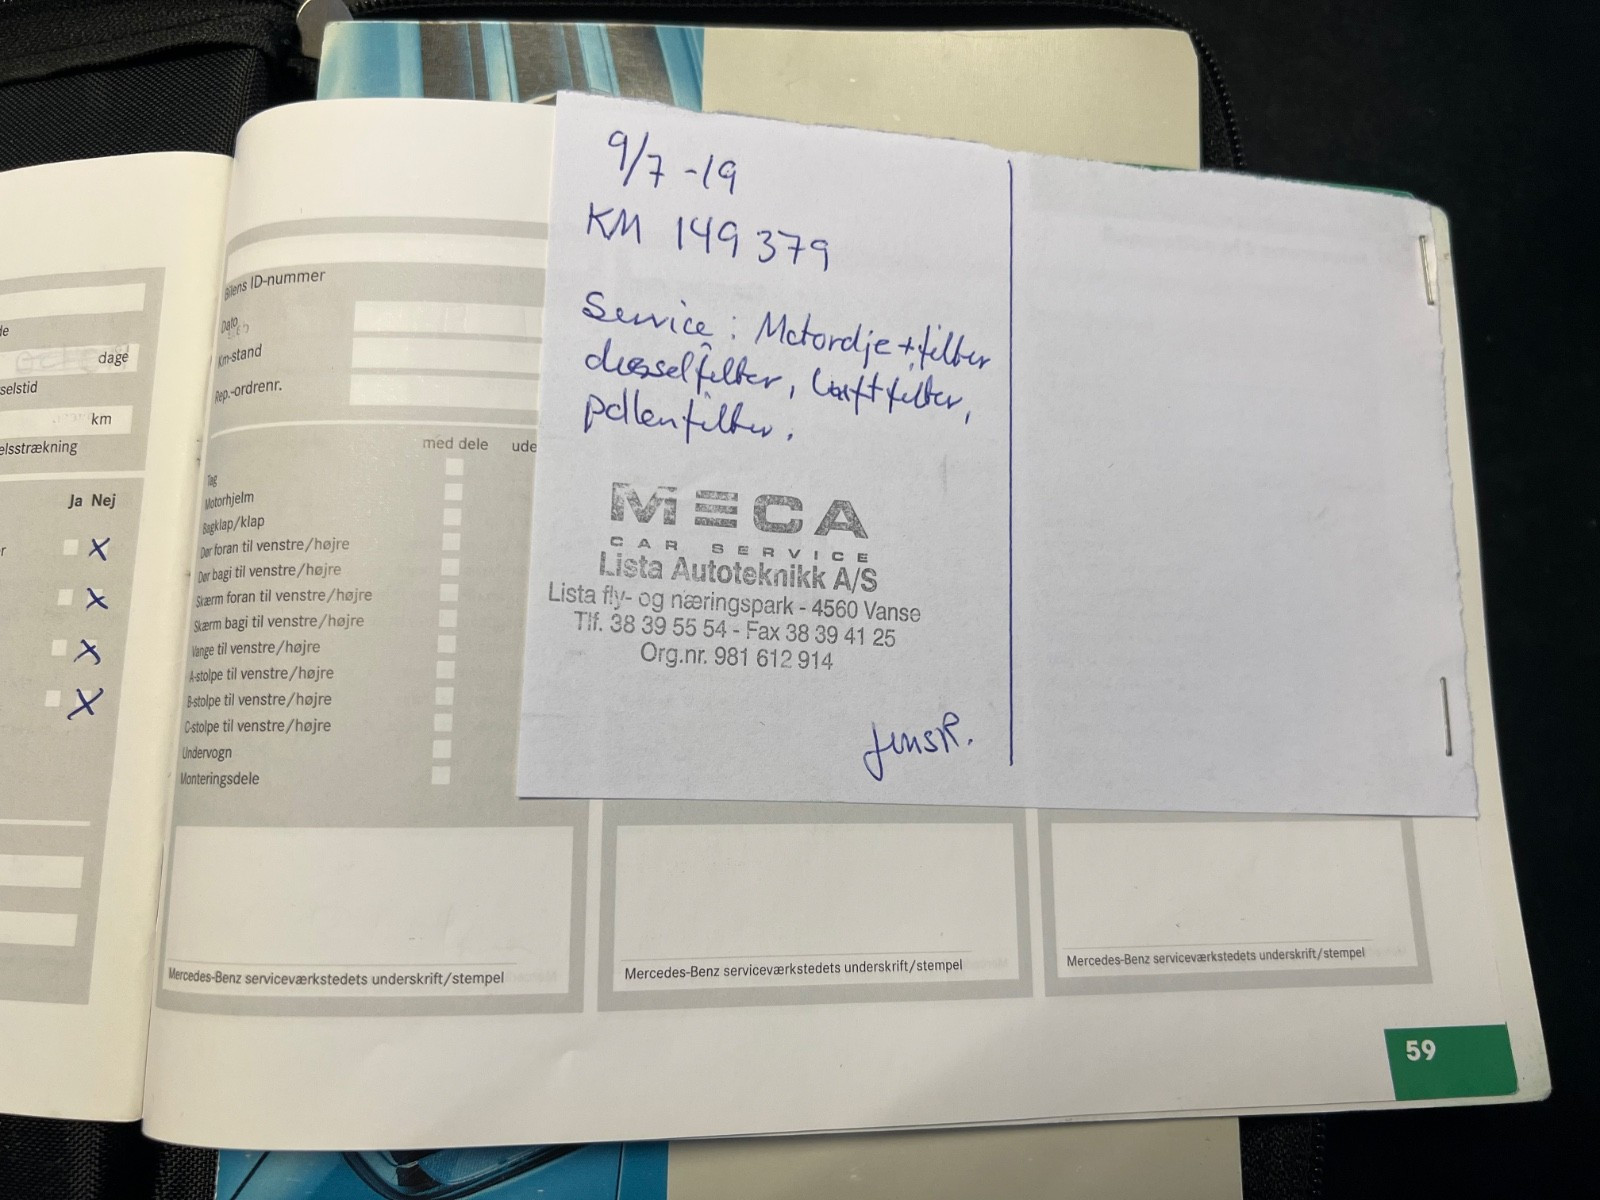 de
dage
selstid
km
elsstrækning
Ja Nej
r
Bilens ID-nummer
Dato
Km-stand
Rep.-ordrenr.
med dele ude
Tag
Motorhjelm
Bagklap/klap
Dør foran til venstre/højre
Dør bagi til venstre/højre
Skærm foran til venstre/højre
Skærm bagi til venstre/højre
Vange til venstre/højre
A-stolpe til venstre/højre
B-stolpe til venstre/højre
C-stolpe til venstre/højre
Undervogn
Monteringsdele
9/7 -19
KM 149 379
Service : Motorolje + filter
dieselfilter, luftfilter,
pollenfilter.
MECA
CAR SERVICE
Lista Autoteknikk A/S
Lista fly- og næringspark - 4560 Vanse
Tlf. 38 39 55 54 - Fax 38 39 41 25
Org.nr. 981 612 914
Jens R.
Mercedes-Benz serviceværkstedets underskrift/stempel
Mercedes-Benz serviceværkstedets underskrift/stempel
Mercedes-Benz serviceværkstedets underskrift/stempel
59